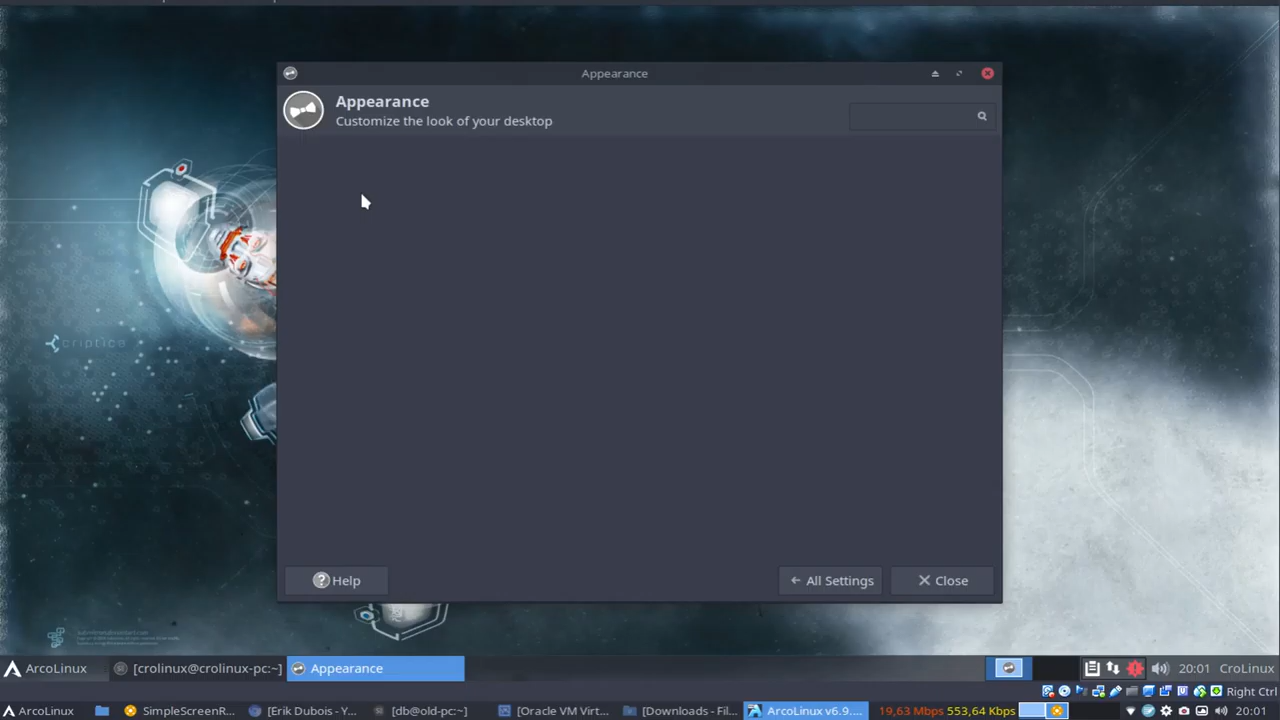 Appearance
Appearance
Customize the look of your desktop
criptica
Help
All Settings
Close
ArcoLinux
[crolinux@crolinux-pc:~]
Appearance
20:01
CroLinux
Right Ctrl
ArcoLinux
SimpleScreenR...
[Erik Dubois - Y...
[db@old-pc:~]
[Oracle VM Virt...
[Downloads - Fil...
ArcoLinux v6.9....
19,63 Mbps 553,64 Kbps
20:01